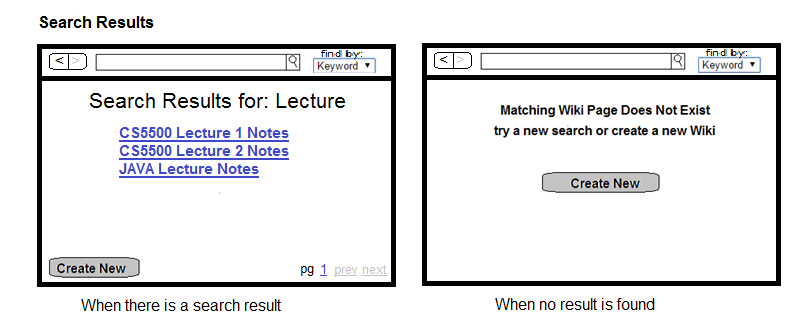 Search Results
< >
find by:
Keyword ▼
Search Results for: Lecture
CS5500 Lecture 1 Notes
CS5500 Lecture 2 Notes
JAVA Lecture Notes
Create New
pg 1 prev next
When there is a search result
< >
find by:
Keyword ▼
Matching Wiki Page Does Not Exist
try a new search or create a new Wiki
Create New
When no result is found